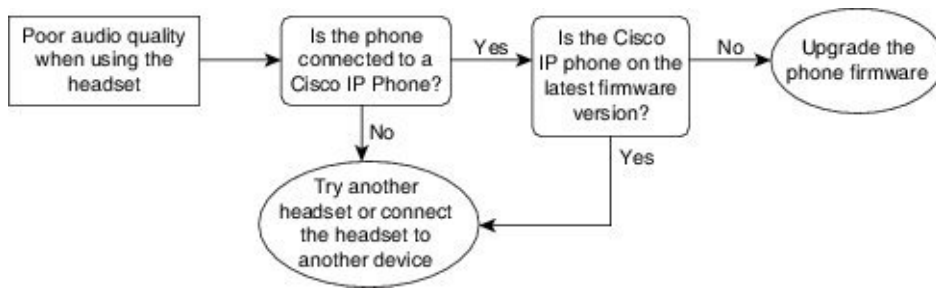 Poor audio quality
when using the
headset
Is the phone
connected to a
Cisco IP Phone?
Yes
Is the Cisco
IP phone on the
latest firmware
version?
No
Upgrade the
phone firmware
No
Yes
Try another
headset or connect
the headset to
another device